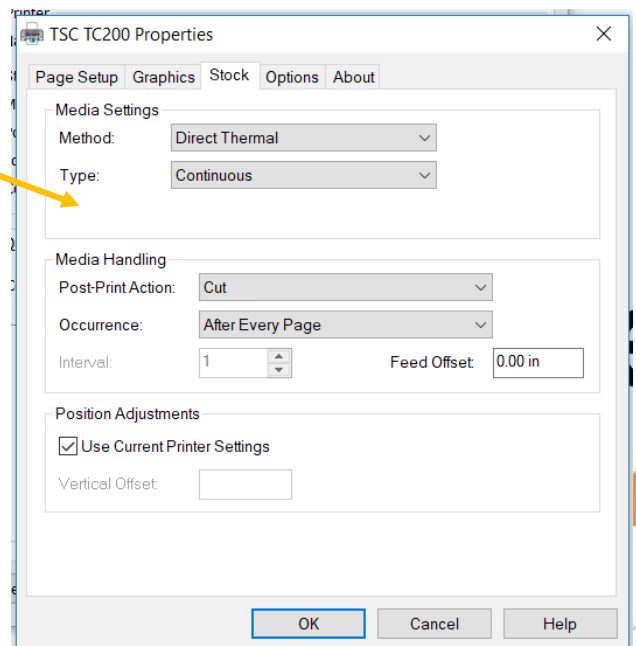 TSC TC200 Properties
Page Setup Graphics Stock Options About
Media Settings
Method: Direct Thermal
Type: Continuous
Media Handling
Post-Print Action: Cut
Occurrence: After Every Page
Interval: 1 Feed Offset: 0.00 in
Position Adjustments
Use Current Printer Settings
Vertical Offset:
OK Cancel Help